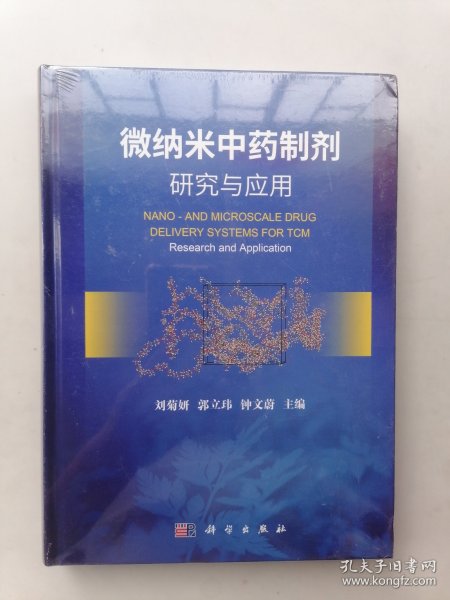 微纳米中药制剂
研究与应用
NANO - AND MICROSCALE DRUG
DELIVERY SYSTEMS FOR TCM
Research and Application
刘菊妍 郭立玮 钟文蔚 主编
科学出版社
孔夫子旧书网
www.kongfz.com